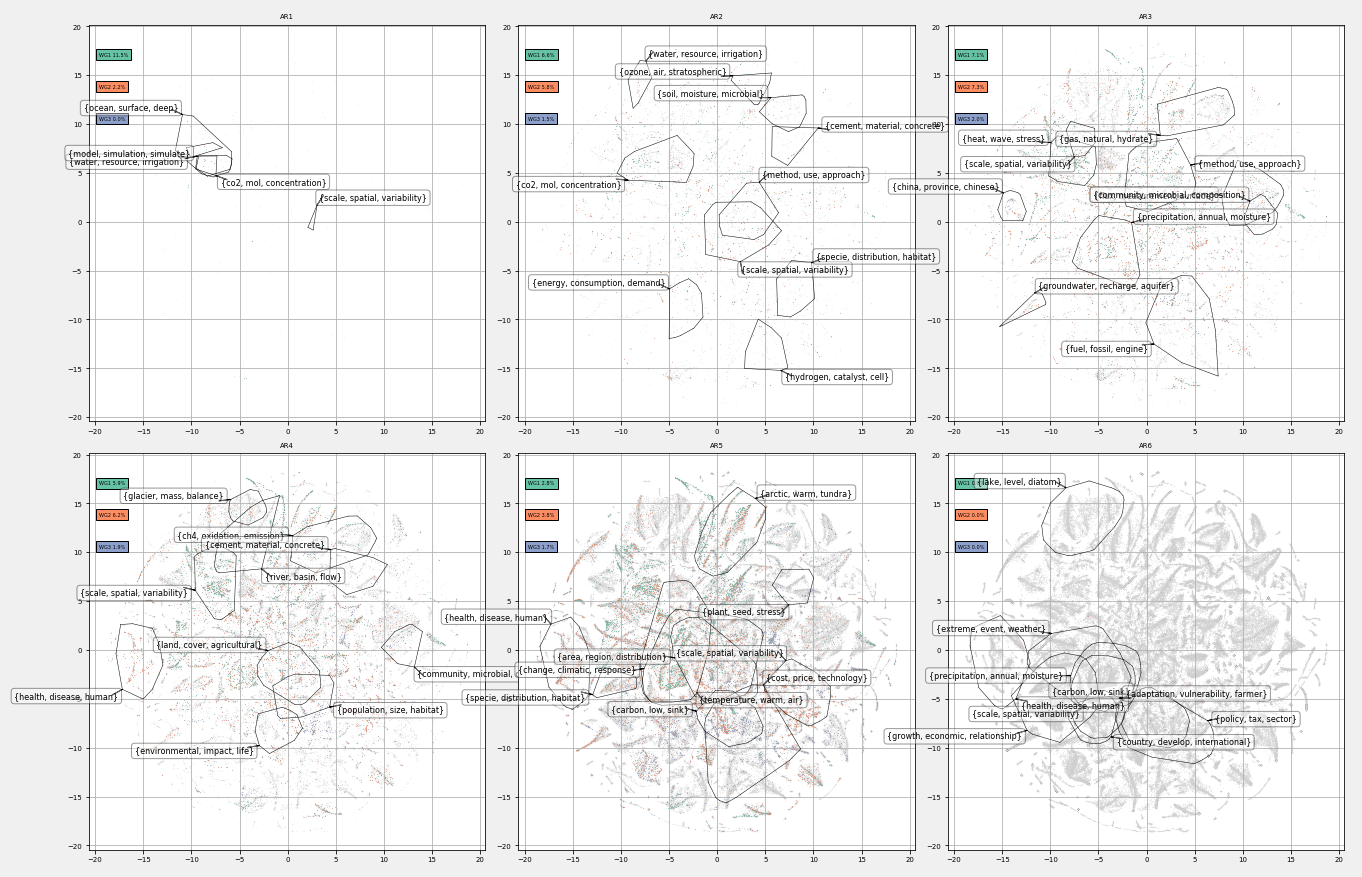 AR1
WG1 11.5%
WG2 2.2%
{ocean, surface, deep}
WG3 0.0%
{model, simulation, simulate}
{water, resource, irrigation}
{co2, mol, concentration}
{scale, spatial, variability}
20
15
10
5
0
−5
−10
−15
−20
−20 −15 −10 −5 0 5 10 15 20
AR2
WG1 6.6%
WG2 5.8%
WG3 1.5%
{water, resource, irrigation}
{ozone, air, stratospheric}
{soil, moisture, microbial}
{cement, material, concrete}
{co2, mol, concentration}
{method, use, approach}
{specie, distribution, habitat}
{scale, spatial, variability}
{energy, consumption, demand}
{hydrogen, catalyst, cell}
20
15
10
5
0
−5
−10
−15
−20
−20 −15 −10 −5 0 5 10 15 20
AR3
WG1 7.1%
WG2 7.3%
WG3 2.0%
{heat, wave, stress}
{gas, natural, hydrate}
{scale, spatial, variability}
{method, use, approach}
{china, province, chinese}
{community, microbial, composition}
{precipitation, annual, moisture}
{groundwater, recharge, aquifer}
{fuel, fossil, engine}
20
15
10
5
0
−5
−10
−15
−20
−20 −15 −10 −5 0 5 10 15 20
AR4
WG1 5.9%
WG2 6.2%
WG3 1.9%
{glacier, mass, balance}
{ch4, oxidation, emission}
{cement, material, concrete}
{river, basin, flow}
{scale, spatial, variability}
{land, cover, agricultural}
{community, microbial,
{health, disease, human}
{population, size, habitat}
{environmental, impact, life}
20
15
10
5
0
−5
−10
−15
−20
−20 −15 −10 −5 0 5 10 15 20
AR5
WG1 2.8%
WG2 3.8%
WG3 1.7%
{arctic, warm, tundra}
{plant, seed, stress}
{health, disease, human}
{scale, spatial, variability}
{area, region, distribution}
{change, climatic, response}
{cost, price, technology}
{specie, distribution, habitat}
{temperature, warm, air}
{carbon, low, sink}
20
15
10
5
0
−5
−10
−15
−20
−20 −15 −10 −5 0 5 10 15 20
AR6
WG1
{lake, level, diatom}
WG2 0.0%
WG3 0.0%
{extreme, event, weather}
{precipitation, annual, moisture}
{carbon, low, sink}
{adaptation, vulnerability, farmer}
{health, disease, human}
{scale, spatial, variability}
{policy, tax, sector}
{growth, economic, relationship}
{country, develop, international}
20
15
10
5
0
−5
−10
−15
−20
−20 −15 −10 −5 0 5 10 15 20